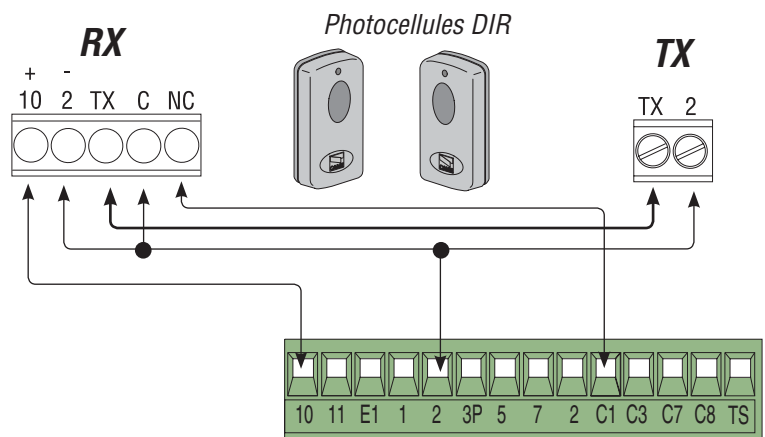 Photocellules DIR
RX
TX
+ -
10 2 TX C NC
TX 2
10 11 E1 1 2 3P 5 7 2 C1 C3 C7 C8 TS